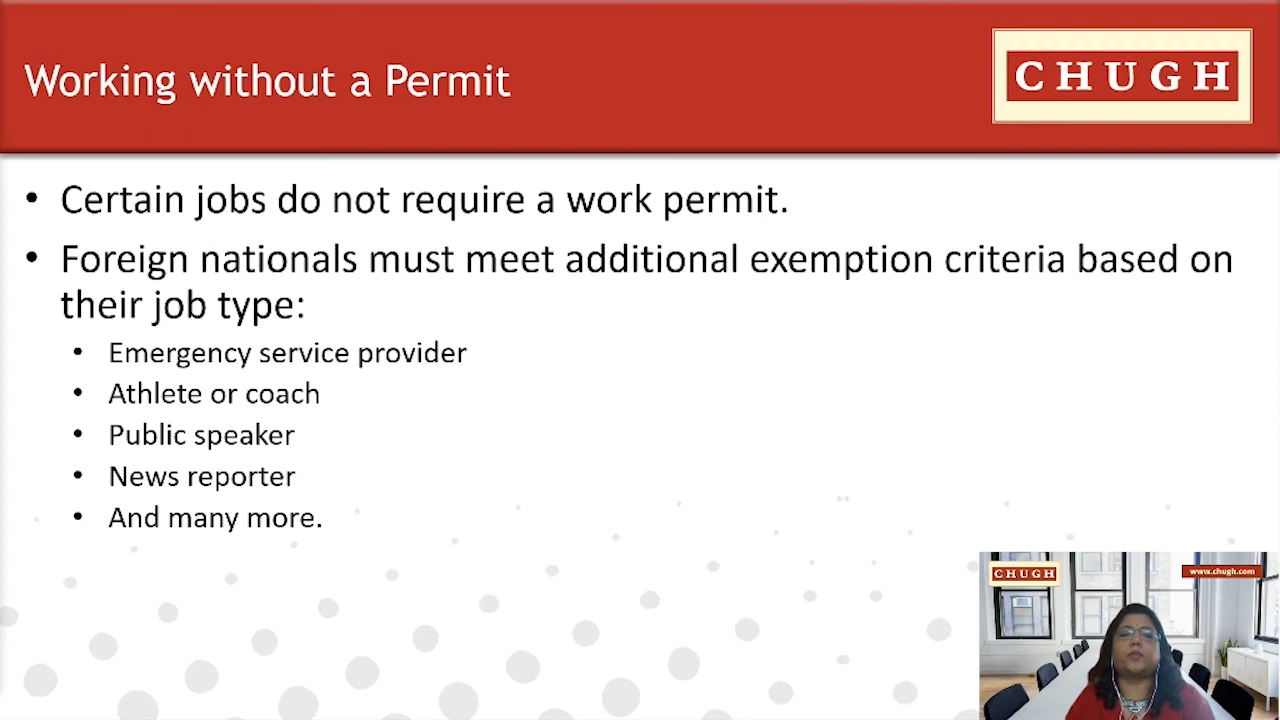 Working without a Permit
CHUGH
• Certain jobs do not require a work permit.
• Foreign nationals must meet additional exemption criteria based on
their job type:
• Emergency service provider
• Athlete or coach
• Public speaker
• News reporter
• And many more.
CHUGH
www.chugh.com